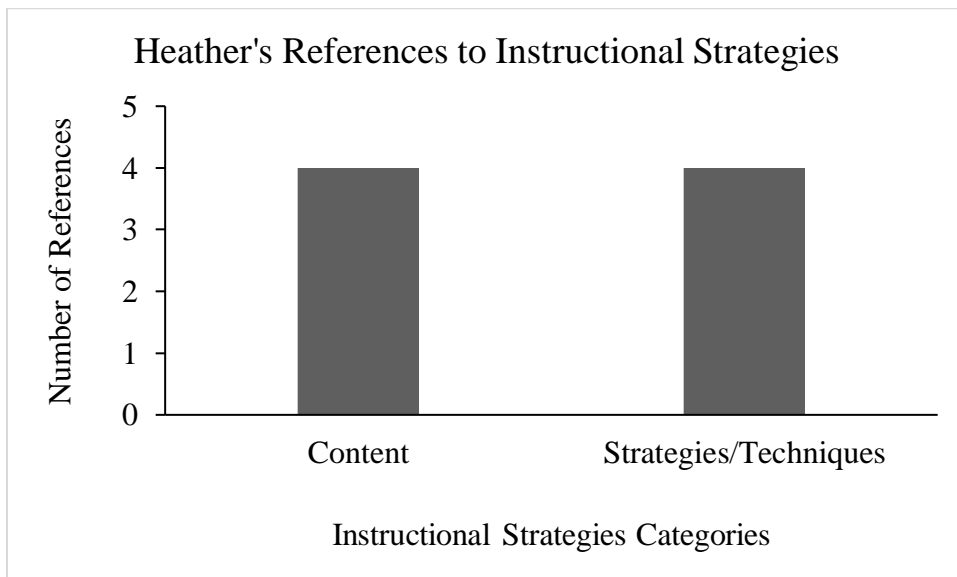 Heather's References to Instructional Strategies
Number of References
5
4
3
2
1
0
Content
Strategies/Techniques
Instructional Strategies Categories